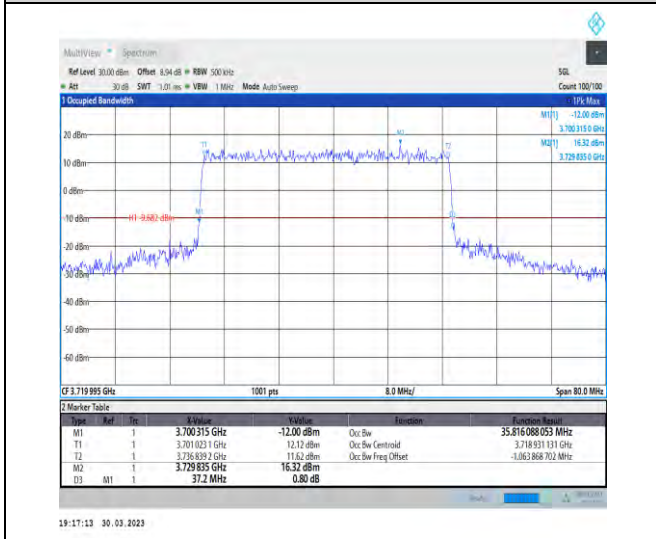 MultiView Spectrum
Ref Level 30.00 dBm Offset 8.94 dB RBW 500 kHz SGL
Att 30 dB SWT 1.01 ms VBW 1 MHz Mode Auto Sweep Count 100/100
1 Occupied Bandwidth 1Pk Max
M1[1] -12.00 dBm
3.700 315 0 GHz
M2[1] 16.32 dBm
3.729 835 0 GHz
20 dBm
T1
T2
10 dBm
0 dBm
-10 dBm
H1 -9.682 dBm
M1
D3
-20 dBm
-30 dBm
-40 dBm
-50 dBm
-60 dBm
CF 3.719 995 GHz 1001 pts 8.0 MHz/ Span 80.0 MHz
2 Marker Table
Type Ref Trc X-Value Y-Value Function Function Result
M1 1 3.700 315 GHz -12.00 dBm Occ Bw 35.816 088 053 MHz
T1 1 3.701 023 1 GHz 12.12 dBm Occ Bw Centroid 3.718 931 131 GHz
T2 1 3.736 839 2 GHz 11.62 dBm Occ Bw Freq Offset -1.063 868 702 MHz
M2 1 3.729 835 GHz 16.32 dBm
D3 M1 1 37.2 MHz 0.80 dB
19:17:13 30.03.2023